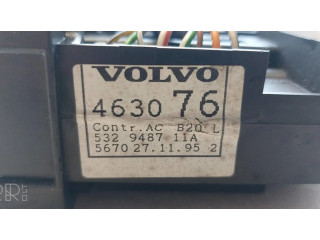 VOLVO
4630 76
Contr.AC B20 L
532 9487 11A
5670 27.11.95 2